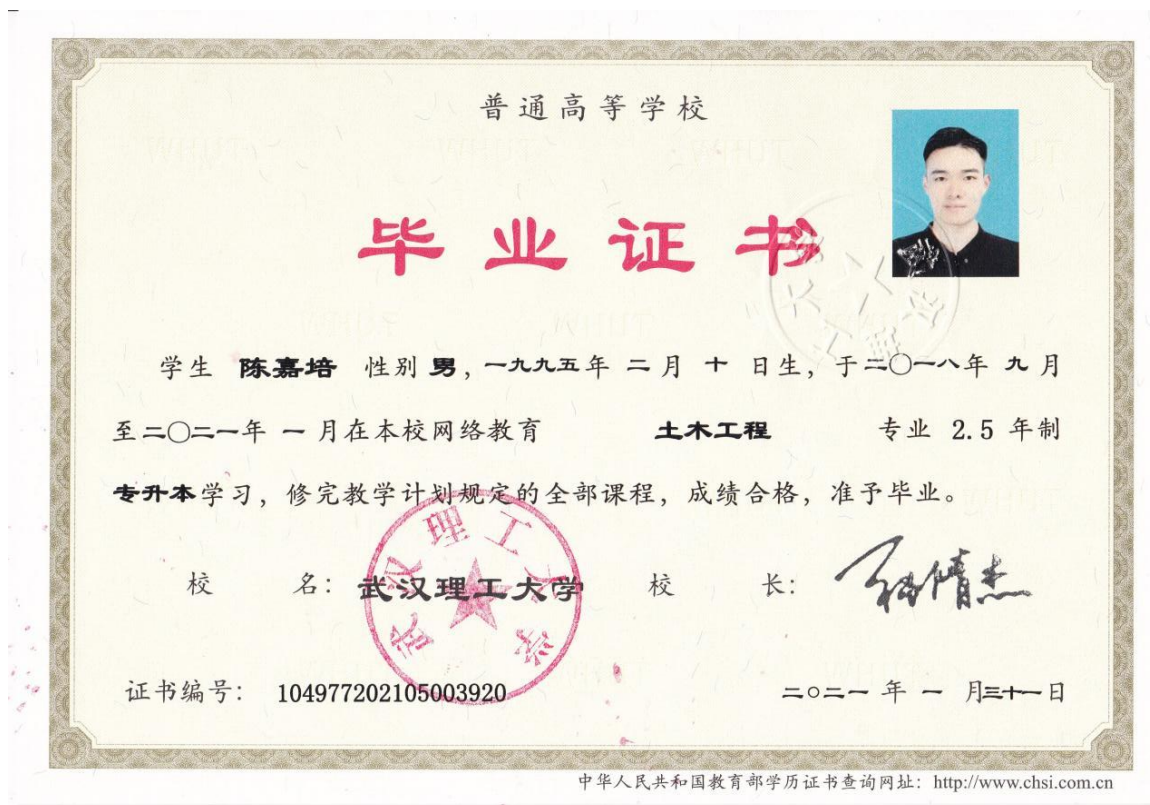 普通高等学校
毕业证书
学生 陈嘉培 性别 男，一九九五年 二月 十 日生，于二〇一八年 九月
至二〇二一年 一月在本校网络教育 土木工程 专业 2.5 年制
专升本学习，修完教学计划规定的全部课程，成绩合格，准予毕业。
校 名：武汉理工大学 校 长：
武汉理工大学
证书编号： 104977202105003920 二〇二一 年 一 月三十一日
中华人民共和国教育部学历证书查询网址：http://www.chsi.com.cn